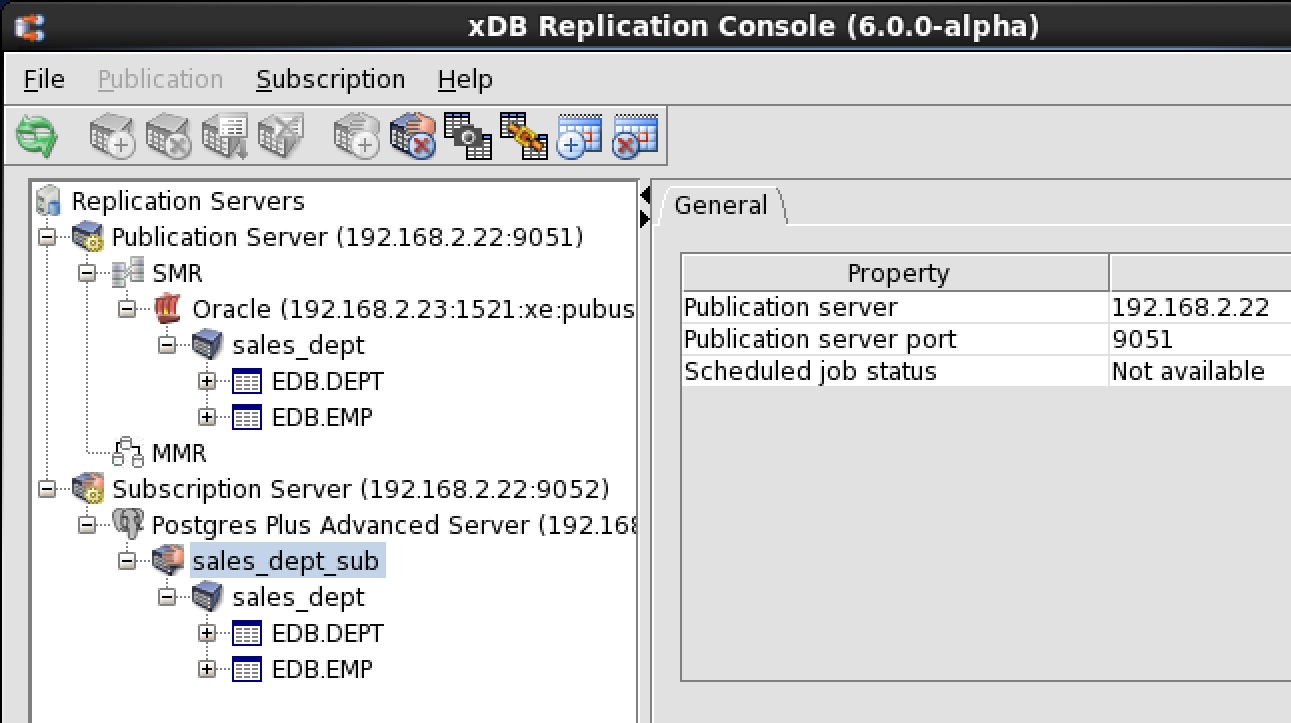 xDB Replication Console (6.0.0-alpha)
File Publication Subscription Help
Replication Servers
Publication Server (192.168.2.22:9051)
SMR
Oracle (192.168.2.23:1521:xe:pubus
sales_dept
EDB.DEPT
EDB.EMP
MMR
Subscription Server (192.168.2.22:9052)
Postgres Plus Advanced Server (192.168
sales_dept_sub
sales_dept
EDB.DEPT
EDB.EMP
General
Property
Publication server 192.168.2.22
Publication server port 9051
Scheduled job status Not available